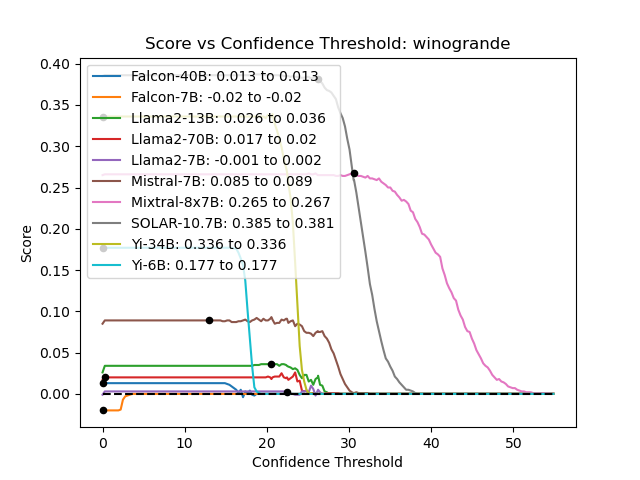 Score vs Confidence Threshold: winogrande
0.40
0.35
0.30
0.25
0.20
0.15
0.10
0.05
0.00
Score
Falcon-40B: 0.013 to 0.013
Falcon-7B: -0.02 to -0.02
Llama2-13B: 0.026 to 0.036
Llama2-70B: 0.017 to 0.02
Llama2-7B: -0.001 to 0.002
Mistral-7B: 0.085 to 0.089
Mixtral-8x7B: 0.265 to 0.267
SOLAR-10.7B: 0.385 to 0.381
Yi-34B: 0.336 to 0.336
Yi-6B: 0.177 to 0.177
0 10 20 30 40 50
Confidence Threshold